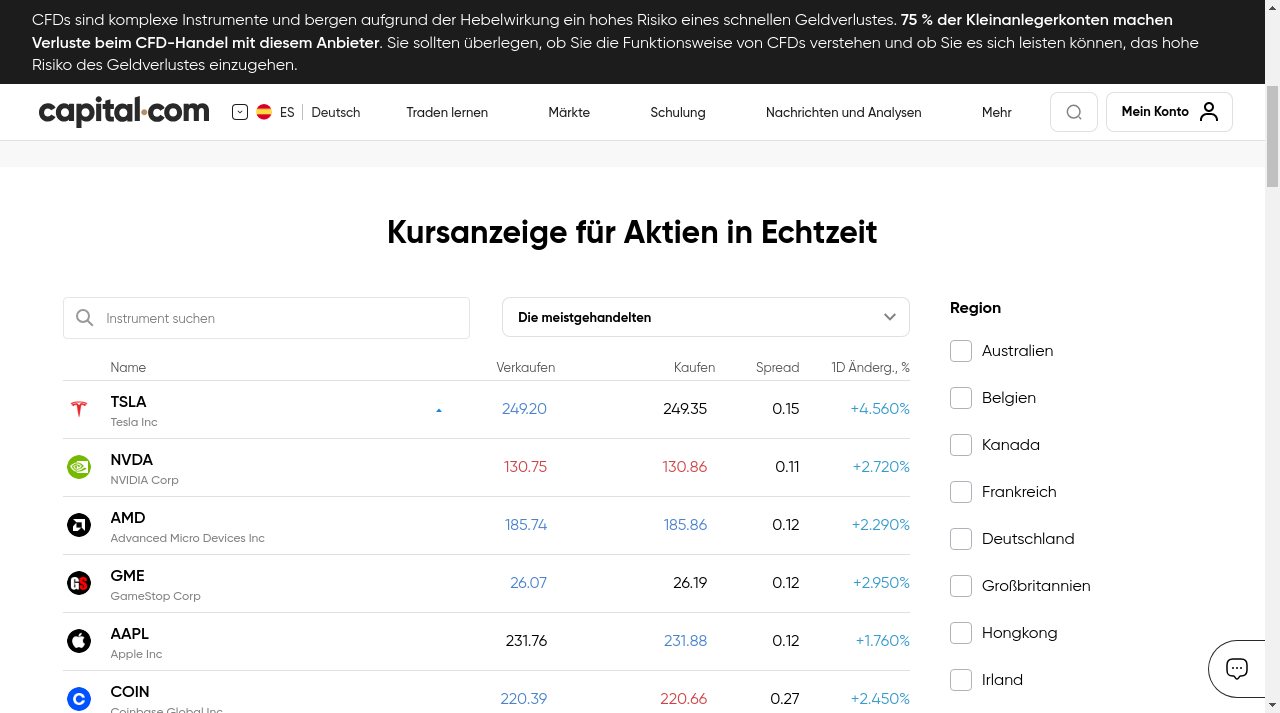 CFDs sind komplexe Instrumente und bergen aufgrund der Hebelwirkung ein hohes Risiko eines schnellen Geldverlustes. 75 % der Kleinanlegerkonten machen
Verluste beim CFD-Handel mit diesem Anbieter. Sie sollten überlegen, ob Sie die Funktionsweise von CFDs verstehen und ob Sie es sich leisten können, das hohe
Risiko des Geldverlustes einzugehen.
capital.com ES Deutsch Traden lernen Märkte Schulung Nachrichten und Analysen Mehr Mein Konto
Kursanzeige für Aktien in Echtzeit
Instrument suchen
Die meistgehandelten
Name Verkaufen Kaufen Spread 1D Änderg., %
TSLA 249.20 249.35 0.15 +4.560%
Tesla Inc
NVDA 130.75 130.86 0.11 +2.720%
NVIDIA Corp
AMD 185.74 185.86 0.12 +2.290%
Advanced Micro Devices Inc
GME 26.07 26.19 0.12 +2.950%
GameStop Corp
AAPL 231.76 231.88 0.12 +1.760%
Apple Inc
COIN 220.39 220.66 0.27 +2.450%
Coinbase Global Inc
Region
Australien
Belgien
Kanada
Frankreich
Deutschland
Großbritannien
Hongkong
Irland